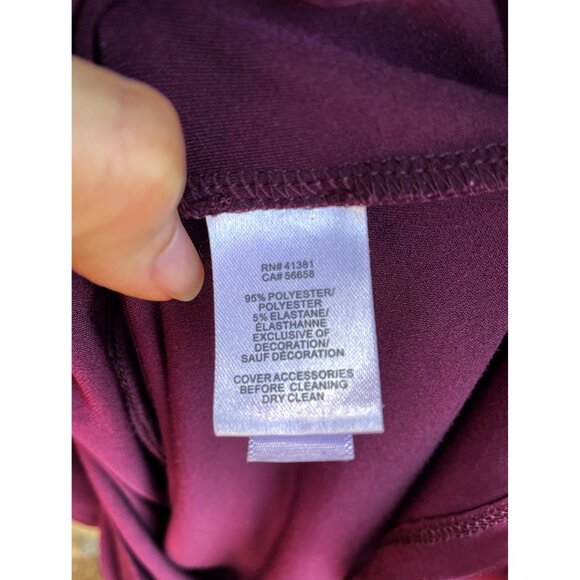 RN# 41381
CA# 56658
95% POLYESTER/
POLYESTER
5% ELASTANE/
ÉLASTHANNE
EXCLUSIVE OF
DECORATION/
SAUF DÉCORATION
COVER ACCESSORIES
BEFORE CLEANING
DRY CLEAN